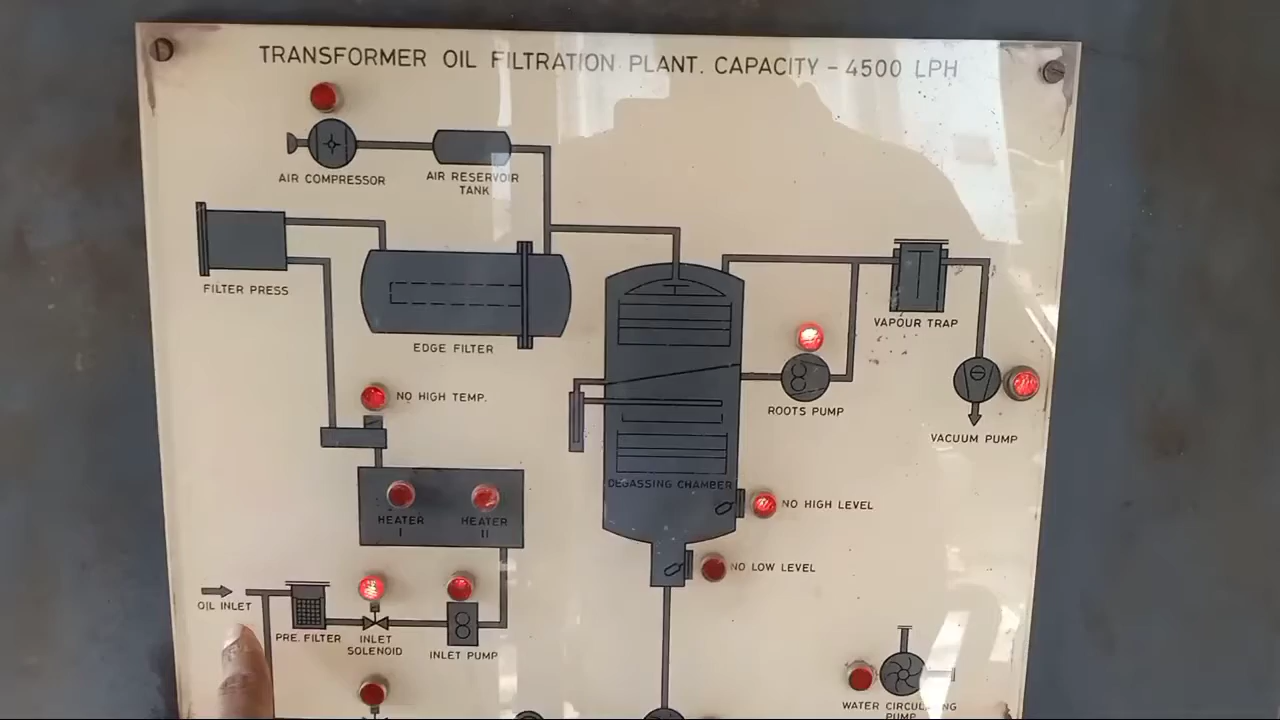 TRANSFORMER OIL FILTRATION PLANT. CAPACITY - 4500 LPH
AIR COMPRESSOR
AIR RESERVOIR
TANK
FILTER PRESS
EDGE FILTER
VAPOUR TRAP
NO HIGH TEMP.
ROOTS PUMP
VACUUM PUMP
DEGASSING CHAMBER
NO HIGH LEVEL
HEATER
I
HEATER
II
NO LOW LEVEL
OIL INLET
PRE. FILTER
INLET
SOLENOID
INLET PUMP
WATER CIRCULATING
PUMP